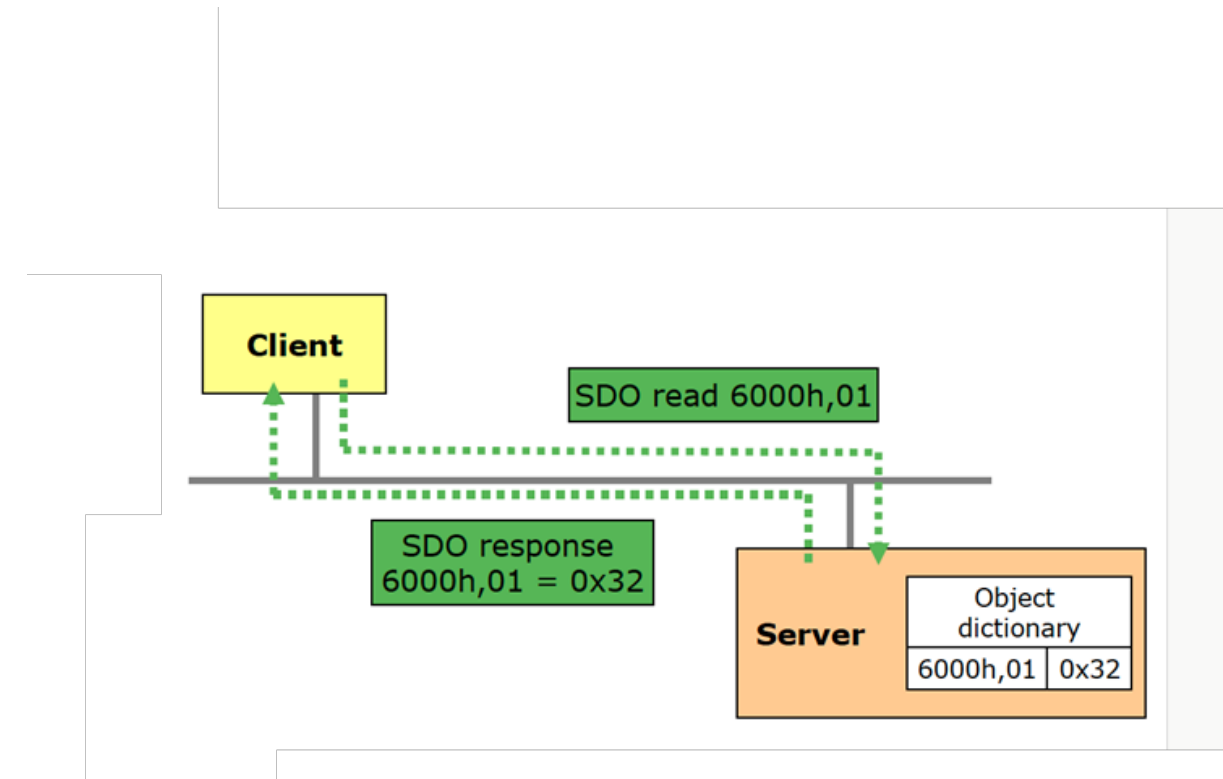 Client
SDO read 6000h,01
SDO response
6000h,01 = 0x32
Server
Object
dictionary
6000h,01 0x32